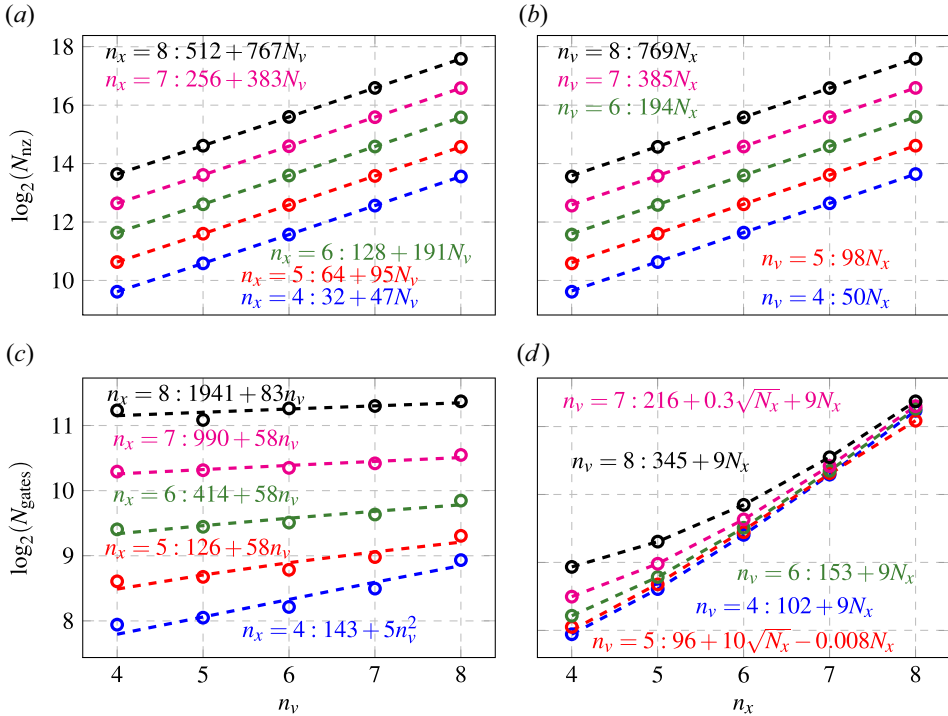 (a)
(b)
18
16
14
12
10
log₂(N_nz)
n_x = 8 : 512 + 767N_v
n_x = 7 : 256 + 383N_v
n_x = 6 : 128 + 191N_v
n_x = 5 : 64 + 95N_v
n_x = 4 : 32 + 47N_v
n_v = 8 : 769N_x
n_v = 7 : 385N_x
n_v = 6 : 194N_x
n_v = 5 : 98N_x
n_v = 4 : 50N_x
(c)
(d)
11
10
9
8
log₂(N_gates)
n_x = 8 : 1941 + 83n_v
n_x = 7 : 990 + 58n_v
n_x = 6 : 414 + 58n_v
n_x = 5 : 126 + 58n_v
n_x = 4 : 143 + 5n_v²
4 5 6 7 8
n_v
n_v = 7 : 216 + 0.3√N_x + 9N_x
n_v = 8 : 345 + 9N_x
n_v = 6 : 153 + 9N_x
n_v = 4 : 102 + 9N_x
n_v = 5 : 96 + 10√N_x − 0.008N_x
4 5 6 7 8
n_x